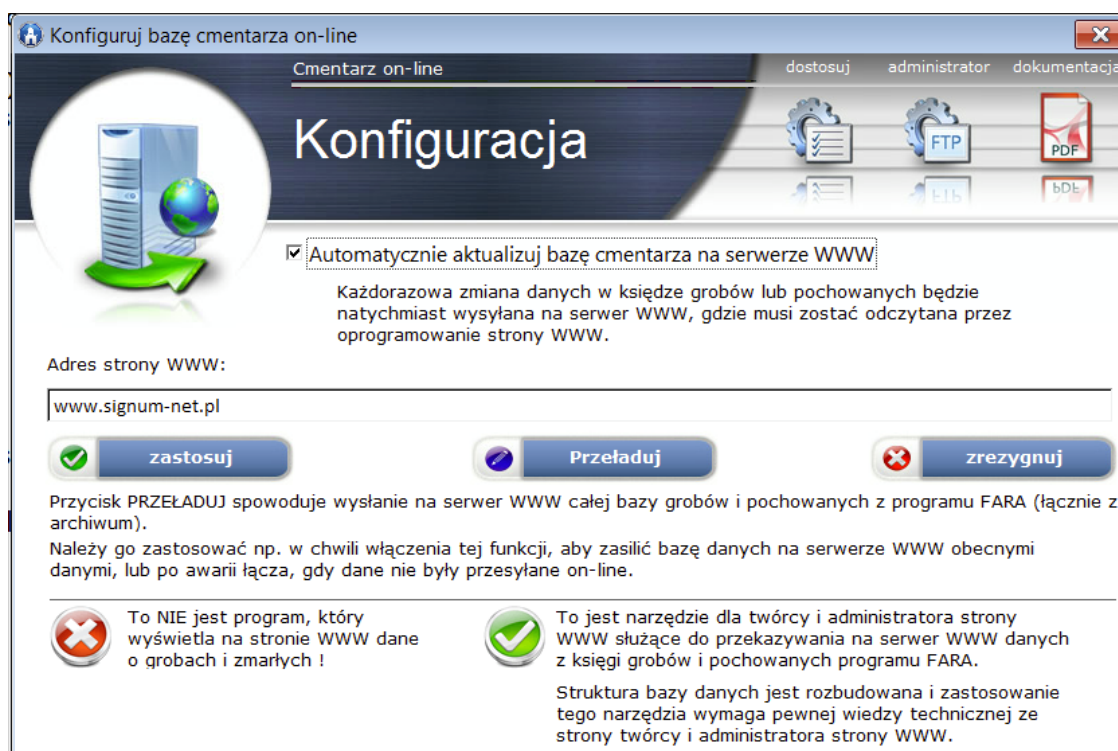 Konfiguruj bazę cmentarza on-line
Cmentarz on-line
dostosuj
administrator
dokumentacja
Konfiguracja
FTP
PDF
Automatycznie aktualizuj bazę cmentarza na serwerze WWW
Każdorazowa zmiana danych w księdze grobów lub pochowanych będzie
natychmiast wysyłana na serwer WWW, gdzie musi zostać odczytana przez
oprogramowanie strony WWW.
Adres strony WWW:
www.signum-net.pl
zastosuj
Przeładuj
zrezygnuj
Przycisk PRZEŁADUJ spowoduje wysłanie na serwer WWW całej bazy grobów i pochowanych z programu FARA (łącznie z
archiwum).
Należy go zastosować np. w chwili włączenia tej funkcji, aby zasilić bazę danych na serwerze WWW obecnymi
danymi, lub po awarii łącza, gdy dane nie były przesyłane on-line.
To NIE jest program, który
wyświetla na stronie WWW dane
o grobach i zmarłych !
To jest narzędzie dla twórcy i administratora strony
WWW służące do przekazywania na serwer WWW danych
z księgi grobów i pochowanych programu FARA.
Struktura bazy danych jest rozbudowana i zastosowanie
tego narzędzia wymaga pewnej wiedzy technicznej ze
strony twórcy i administratora strony WWW.